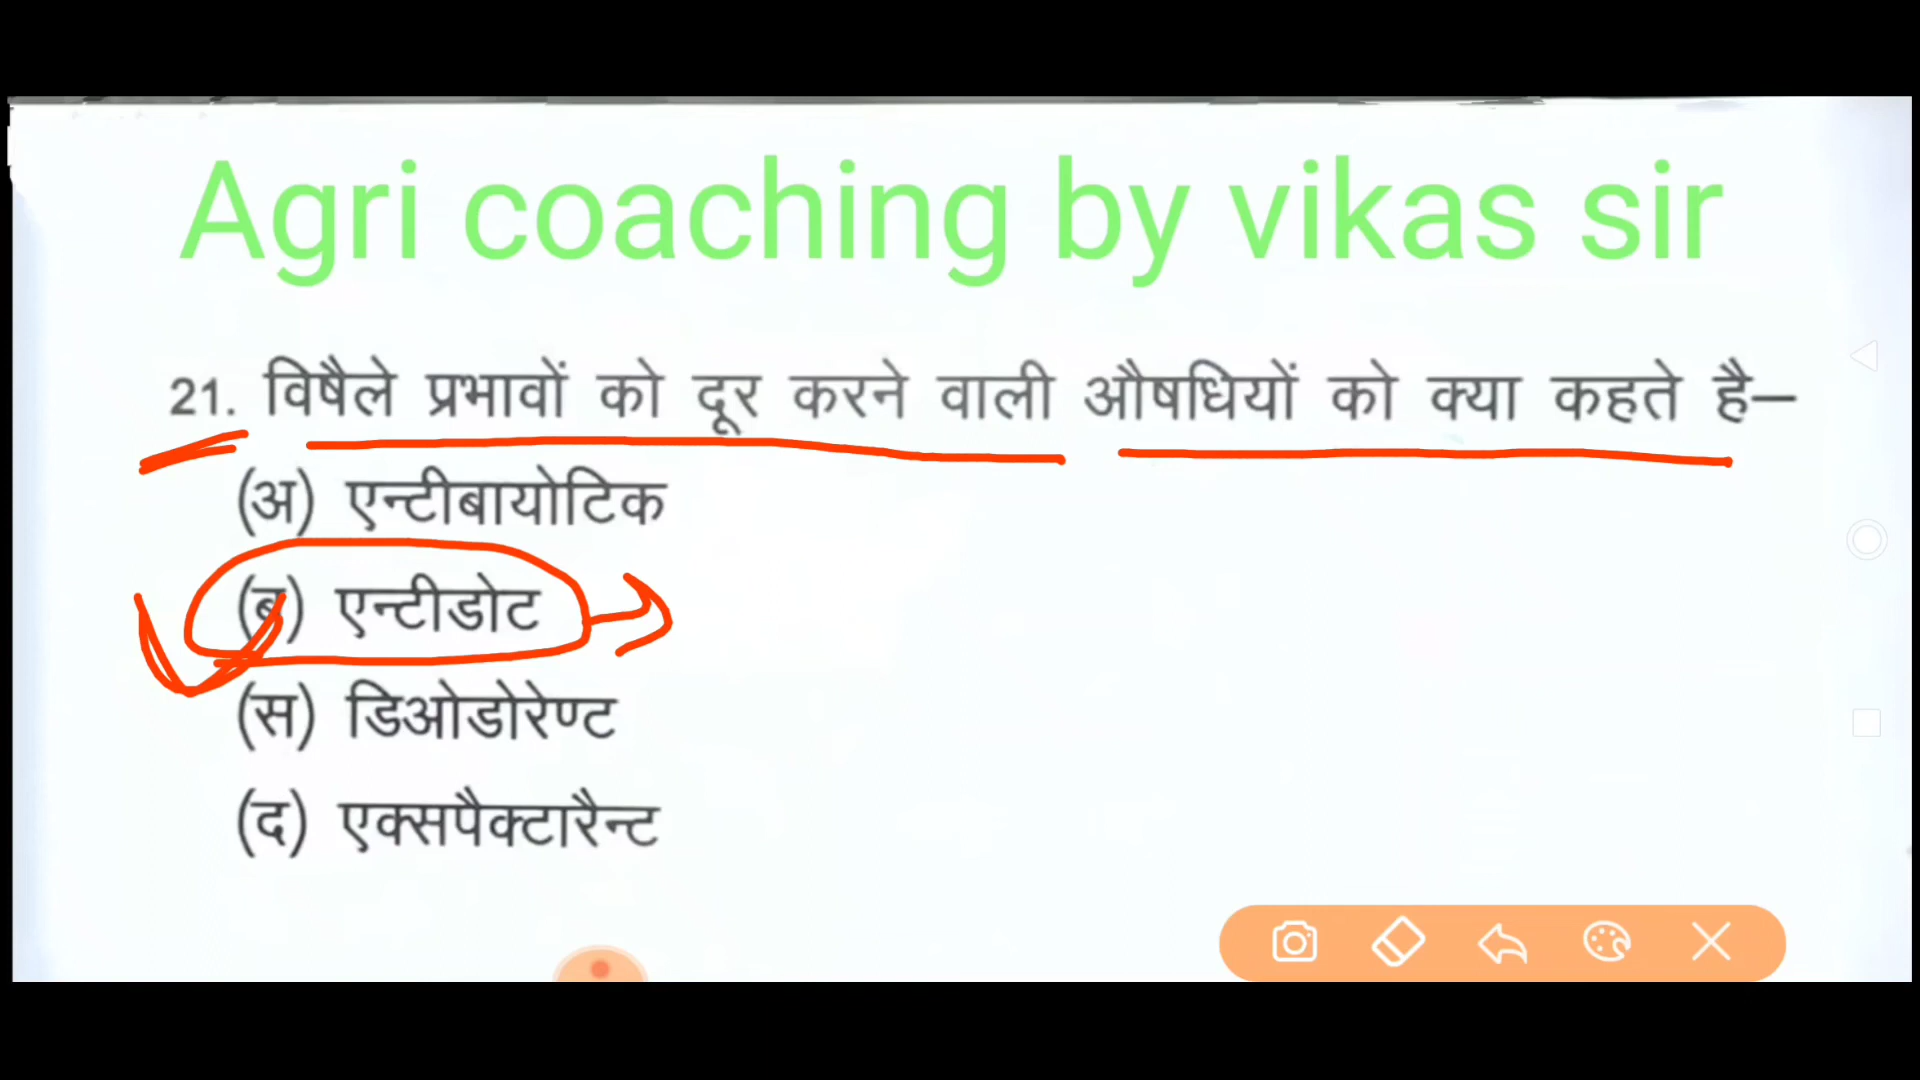 Agri coaching by vikas sir
21. विषैले प्रभावों को दूर करने वाली औषधियों को क्या कहते है–
(अ) एन्टीबायोटिक
(ब) एन्टीडोट
(स) डिओडोरेण्ट
(द) एक्सपैक्टारैन्ट